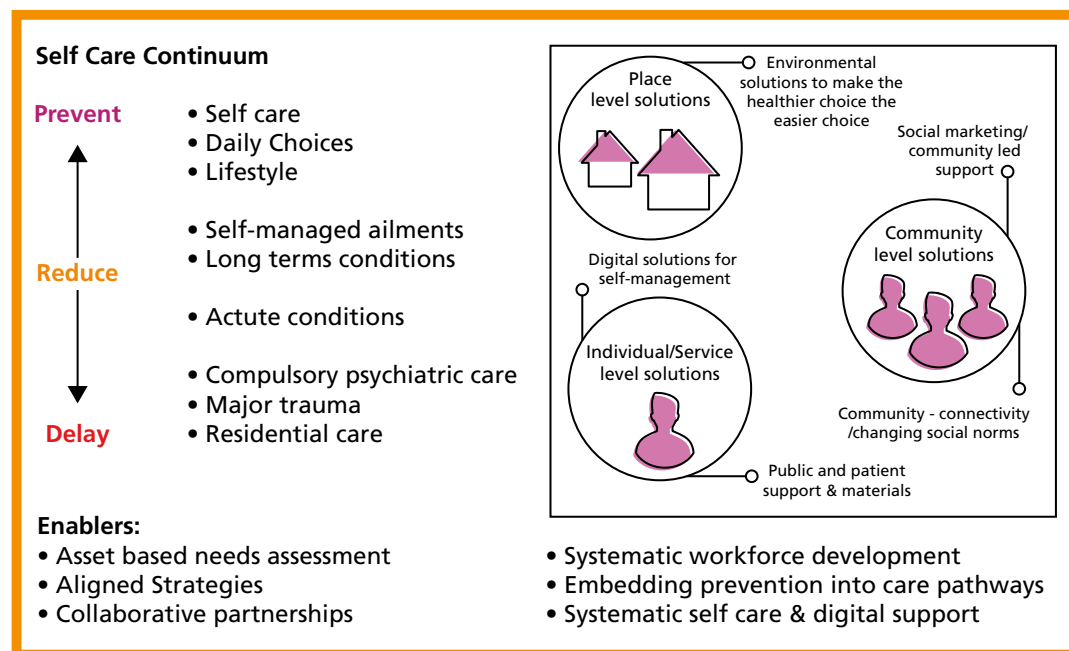 Self Care Continuum
Prevent
• Self care
• Daily Choices
• Lifestyle
Reduce
• Self-managed ailments
• Long terms conditions
• Actute conditions
Delay
• Compulsory psychiatric care
• Major trauma
• Residential care
Place
level solutions
Environmental
solutions to make the
healthier choice the
easier choice
Social marketing/
community led
support
Community
level solutions
Community - connectivity
/changing social norms
Digital solutions for
self-management
Individual/Service
level solutions
Public and patient
support & materials
Enablers:
• Asset based needs assessment
• Aligned Strategies
• Collaborative partnerships
• Systematic workforce development
• Embedding prevention into care pathways
• Systematic self care & digital support